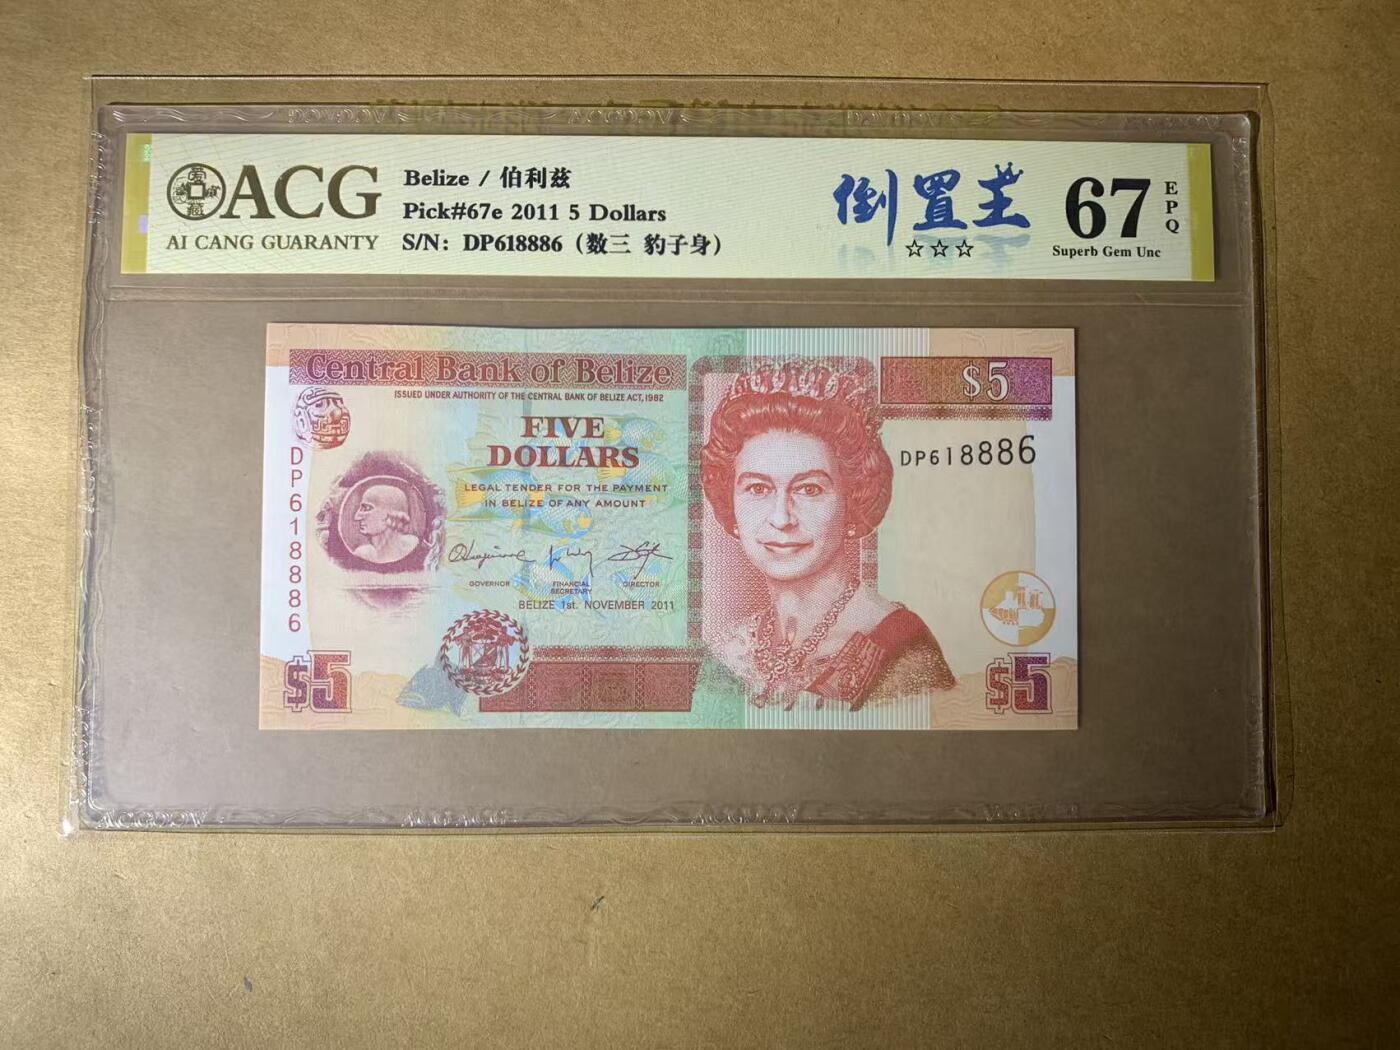 ACG
AI CANG GUARANTY
Belize / 伯利兹
Pick#67e 2011 5 Dollars
S/N: DP618886（数三 豹子身）
倒置王
☆☆☆
67
EPQ
Superb Gem Unc
Central Bank of Belize
$5
ISSUED UNDER AUTHORITY OF THE CENTRAL BANK OF BELIZE ACT, 1982
FIVE
DOLLARS
DP618886
LEGAL TENDER FOR THE PAYMENT
IN BELIZE OF ANY AMOUNT
DP618886
GOVERNOR
FINANCIAL
SECRETARY
DIRECTOR
BELIZE 1st. NOVEMBER 2011
$5
$5